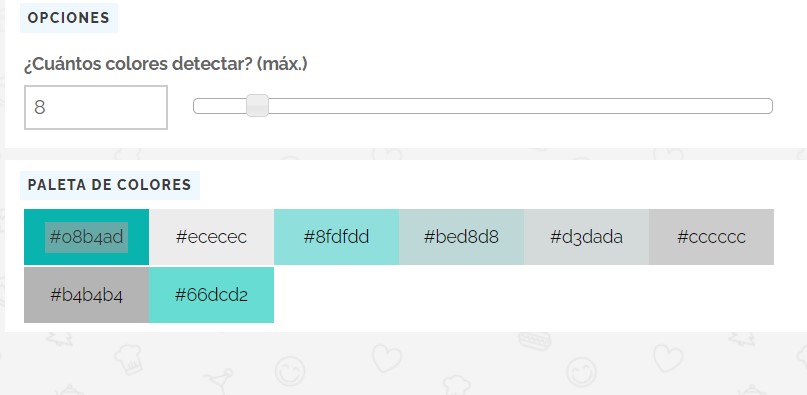 OPCIONES
¿Cuántos colores detectar? (máx.)
8
PALETA DE COLORES
#08b4ad #ececec #8fdfdd #bed8d8 #d3dada #cccccc
#b4b4b4 #66dcd2